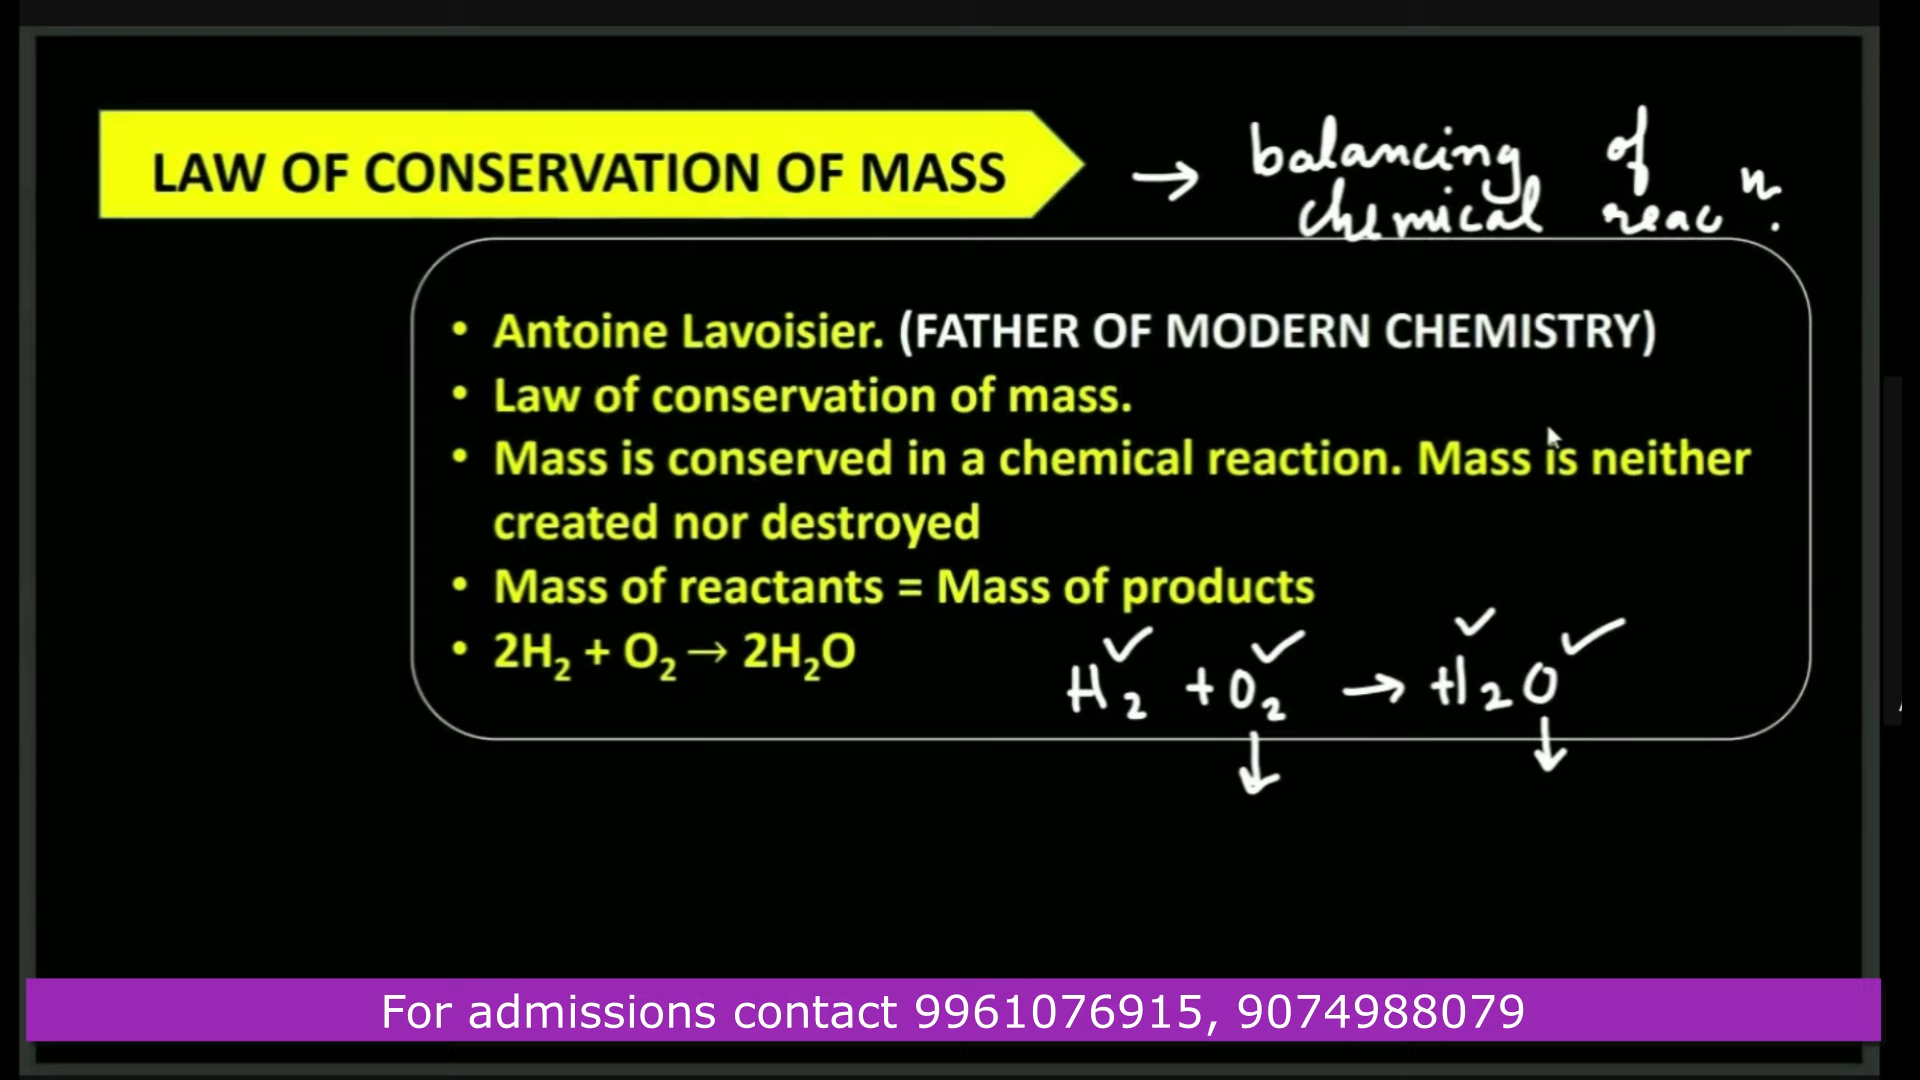 LAW OF CONSERVATION OF MASS → balancing of
chemical reacⁿ.
• Antoine Lavoisier. (FATHER OF MODERN CHEMISTRY)
• Law of conservation of mass.
• Mass is conserved in a chemical reaction. Mass is neither
created nor destroyed
• Mass of reactants = Mass of products
• 2H₂ + O₂ → 2H₂O
H₂ + O₂ → H₂O
For admissions contact 9961076915, 9074988079